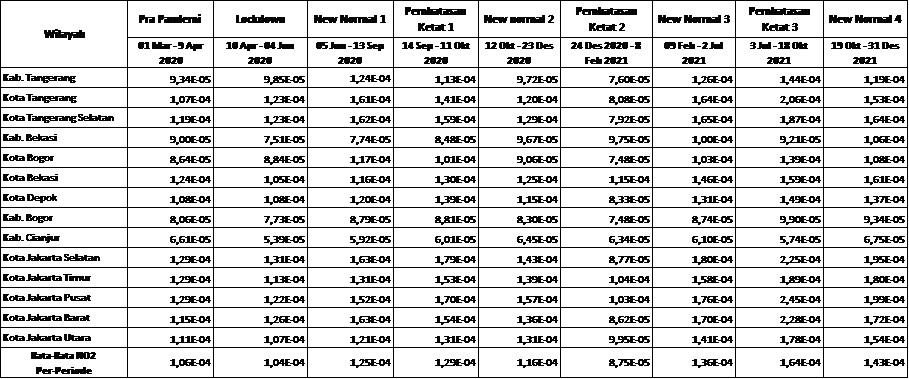 Wilayah Pra Pandemi Lockdown New Normal 1 Pembatasan Ketat 1 New normal 2 Pembatasan Ketat 2 New Normal 3 Pembatasan Ketat 3 New Normal 4
01 Mar - 9 Apr 2020 10 Apr - 04 Jun 2020 05 Jun - 13 Sep 2020 14 Sep - 11 Okt 2020 12 Okt - 23 Des 2020 24 Des 2020 - 8 Feb 2021 09 Feb - 2 Jul 2021 3 Jul - 18 Okt 2021 19 Okt - 31 Des 2021
Kab. Tangerang 9,34E-05 9,85E-05 1,24E-04 1,13E-04 9,72E-05 7,60E-05 1,26E-04 1,44E-04 1,19E-04
Kota Tangerang 1,07E-04 1,23E-04 1,61E-04 1,41E-04 1,20E-04 8,08E-05 1,64E-04 2,06E-04 1,53E-04
Kota Tangerang Selatan 1,19E-04 1,23E-04 1,62E-04 1,59E-04 1,29E-04 7,92E-05 1,65E-04 1,87E-04 1,64E-04
Kab. Bekasi 9,00E-05 7,51E-05 7,74E-05 8,48E-05 9,67E-05 9,75E-05 1,00E-04 9,21E-05 1,06E-04
Kota Bogor 8,64E-05 8,84E-05 1,17E-04 1,01E-04 9,06E-05 7,48E-05 1,03E-04 1,39E-04 1,08E-04
Kota Bekasi 1,24E-04 1,05E-04 1,16E-04 1,30E-04 1,25E-04 1,15E-04 1,46E-04 1,59E-04 1,61E-04
Kota Depok 1,08E-04 1,08E-04 1,20E-04 1,39E-04 1,15E-04 8,33E-05 1,31E-04 1,49E-04 1,37E-04
Kab. Bogor 8,06E-05 7,73E-05 8,79E-05 8,81E-05 8,30E-05 7,48E-05 8,74E-05 9,90E-05 9,34E-05
Kab. Cianjur 6,61E-05 5,39E-05 5,92E-05 6,01E-05 6,45E-05 6,34E-05 6,10E-05 5,74E-05 6,75E-05
Kota Jakarta Selatan 1,29E-04 1,31E-04 1,63E-04 1,79E-04 1,43E-04 8,77E-05 1,80E-04 2,25E-04 1,95E-04
Kota Jakarta Timur 1,29E-04 1,13E-04 1,31E-04 1,53E-04 1,39E-04 1,04E-04 1,58E-04 1,89E-04 1,80E-04
Kota Jakarta Pusat 1,29E-04 1,22E-04 1,52E-04 1,70E-04 1,57E-04 1,03E-04 1,76E-04 2,45E-04 1,99E-04
Kota Jakarta Barat 1,15E-04 1,26E-04 1,63E-04 1,54E-04 1,36E-04 8,62E-05 1,70E-04 2,28E-04 1,72E-04
Kota Jakarta Utara 1,11E-04 1,07E-04 1,21E-04 1,31E-04 1,31E-04 9,95E-05 1,41E-04 1,78E-04 1,54E-04
Rata-Rata NO2 Per-Periode 1,06E-04 1,04E-04 1,25E-04 1,29E-04 1,16E-04 8,75E-05 1,36E-04 1,64E-04 1,43E-04